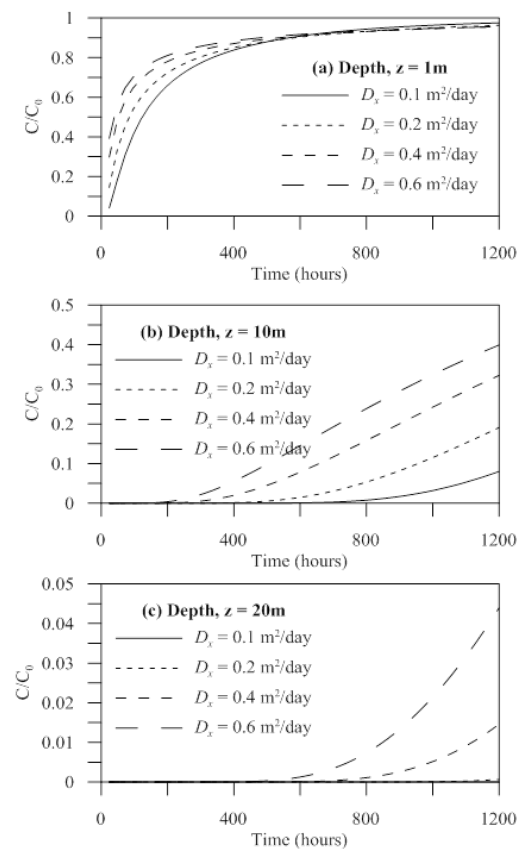 1
0.8
0.6
0.4
0.2
0
C/C₀
(a) Depth, z = 1m
Dₓ = 0.1 m²/day
Dₓ = 0.2 m²/day
Dₓ = 0.4 m²/day
Dₓ = 0.6 m²/day
0 400 800 1200
Time (hours)
0.5
0.4
0.3
0.2
0.1
0
C/C₀
(b) Depth, z = 10m
Dₓ = 0.1 m²/day
Dₓ = 0.2 m²/day
Dₓ = 0.4 m²/day
Dₓ = 0.6 m²/day
0 400 800 1200
Time (hours)
0.05
0.04
0.03
0.02
0.01
0
C/C₀
(c) Depth, z = 20m
Dₓ = 0.1 m²/day
Dₓ = 0.2 m²/day
Dₓ = 0.4 m²/day
Dₓ = 0.6 m²/day
0 400 800 1200
Time (hours)